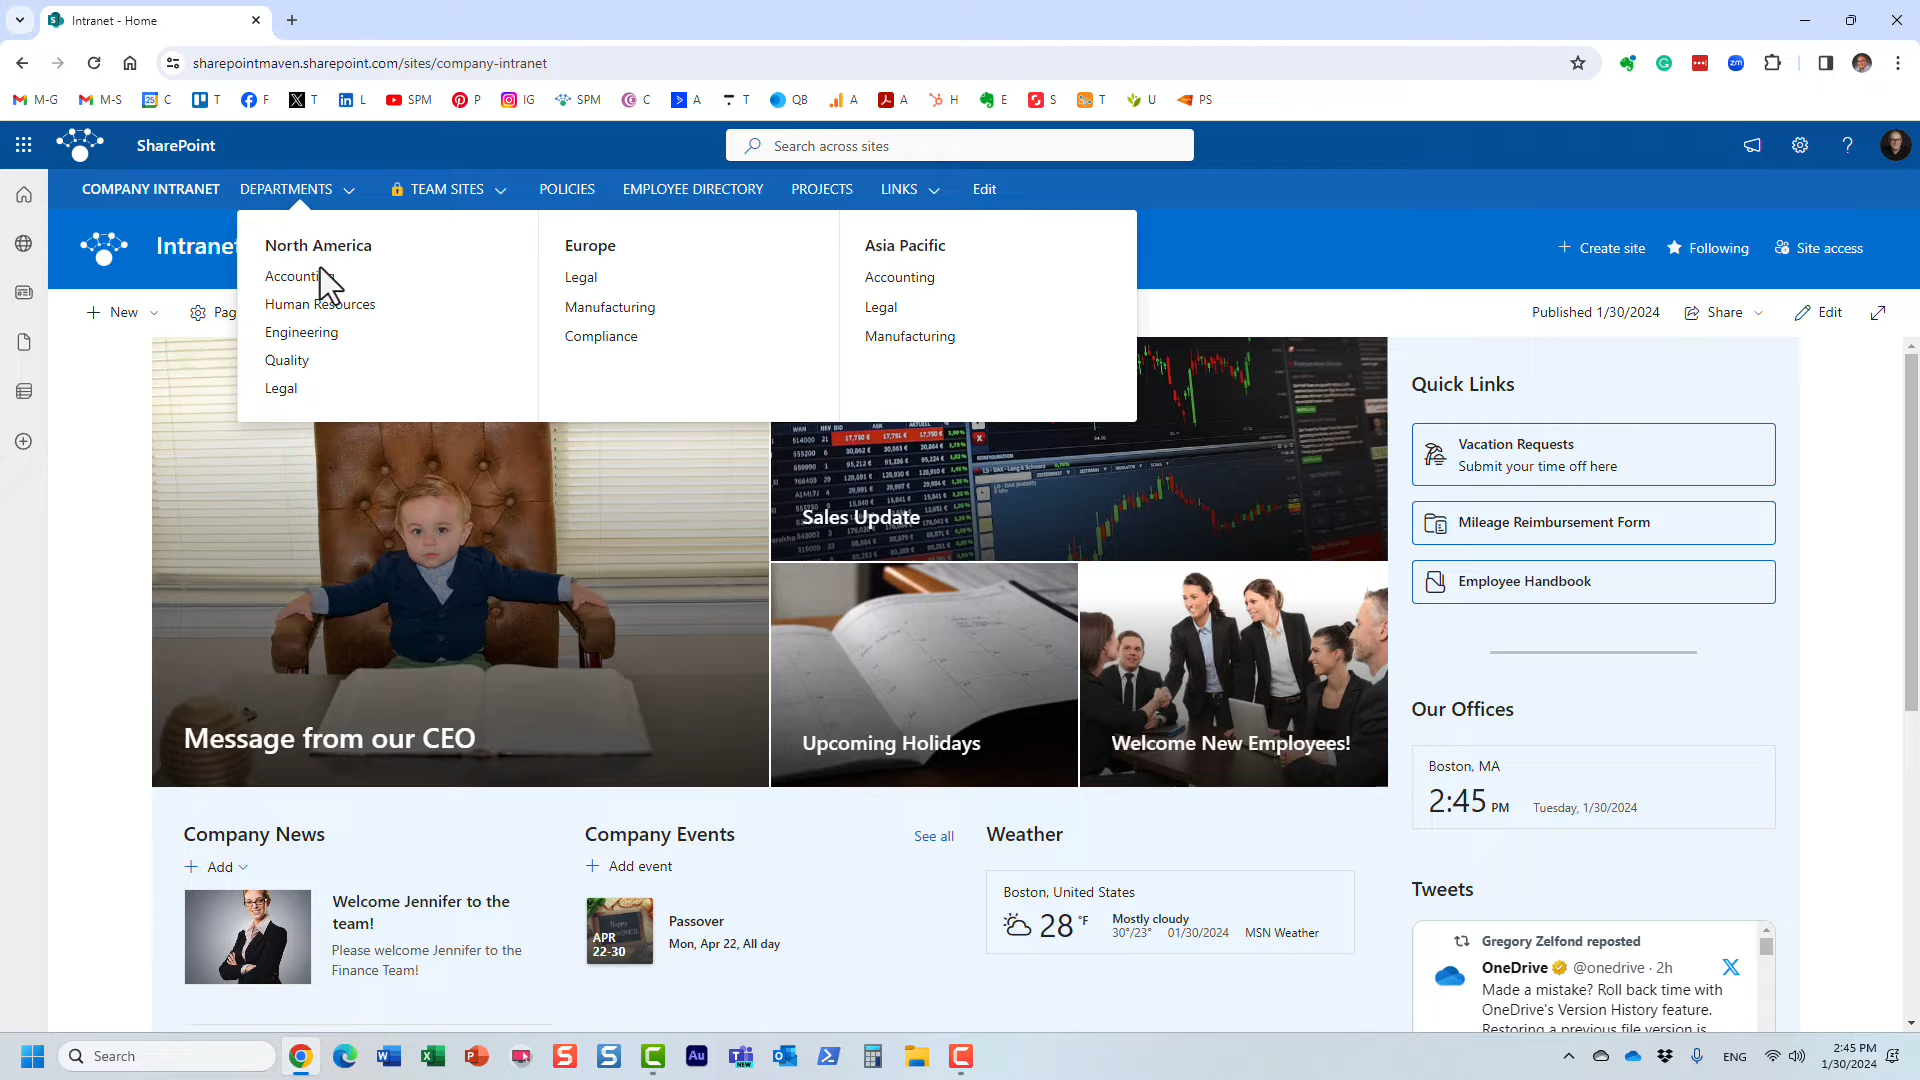 Intranet - Home
sharepointmaven.sharepoint.com/sites/company-intranet
M-G M-S C T F T L SPM P IG SPM C A T QB A A H E S T U PS
SharePoint
Search across sites
COMPANY INTRANET DEPARTMENTS TEAM SITES POLICIES EMPLOYEE DIRECTORY PROJECTS LINKS Edit
Intranet
Create site Following Site access
North America
Accounting
Human Resources
Engineering
Quality
Legal
Europe
Legal
Manufacturing
Compliance
Asia Pacific
Accounting
Legal
Manufacturing
New Pag
Published 1/30/2024 Share Edit
Message from our CEO
Sales Update
Upcoming Holidays
Welcome New Employees!
Quick Links
Vacation Requests
Submit your time off here
Mileage Reimbursement Form
Employee Handbook
Our Offices
Boston, MA
2:45 PM Tuesday, 1/30/2024
Company News
Add
Welcome Jennifer to the
team!
Please welcome Jennifer to the
Finance Team!
Company Events See all
Add event
APR
22-30
Passover
Mon, Apr 22, All day
Weather
Boston, United States
28 °F
Mostly cloudy
30°/23° 01/30/2024 MSN Weather
Tweets
Gregory Zelfond reposted
OneDrive @onedrive · 2h
Made a mistake? Roll back time with
OneDrive's Version History feature.
Restoring a previous file version is
Search
ENG
2:45 PM
1/30/2024